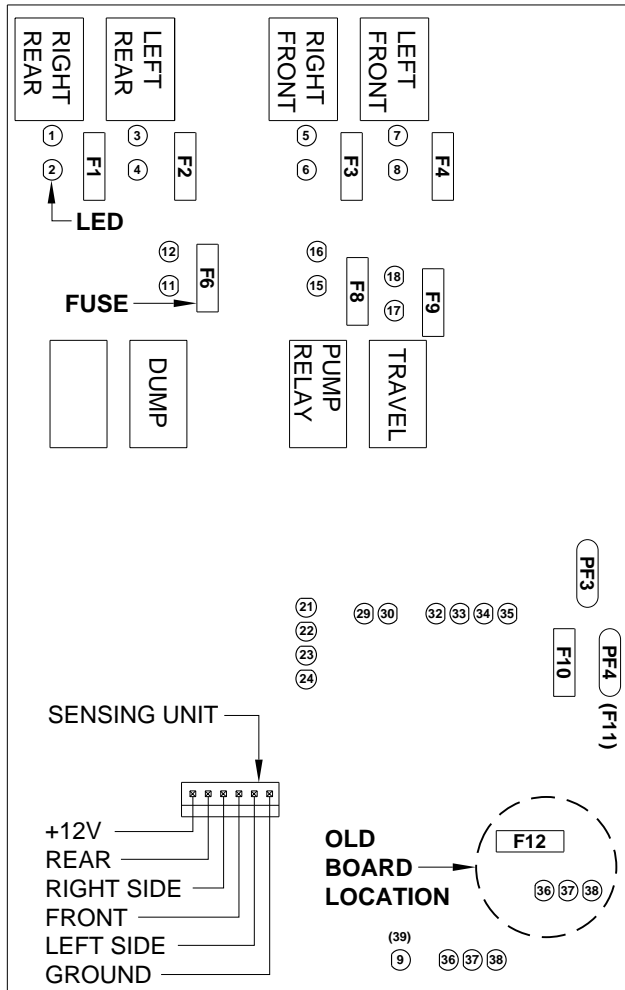 RIGHT
REAR
LEFT
REAR
RIGHT
FRONT
LEFT
FRONT
1
3
5
7
F1
F2
F3
F4
2
4
6
8
LED
12
16
11
F6
15
F8
18
17
F9
FUSE
DUMP
PUMP
RELAY
TRAVEL
PF3
21
29 30 32 33 34 35
22
23
24
F10
PF4
(F11)
SENSING UNIT
+12V
REAR
RIGHT SIDE
FRONT
LEFT SIDE
GROUND
OLD
BOARD
LOCATION
F12
36 37 38
(39)
9 36 37 38